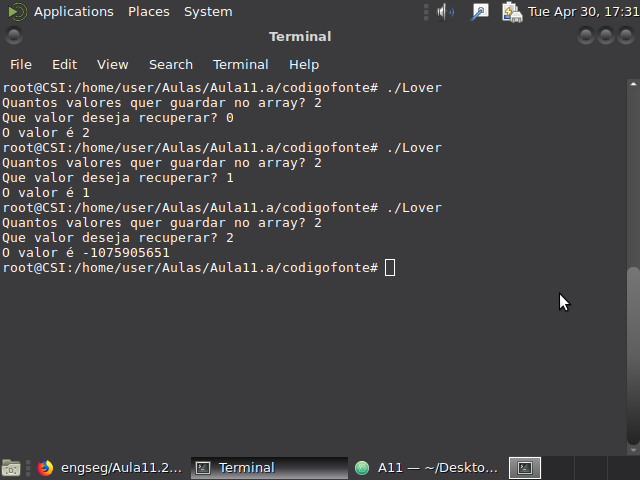 Applications Places System Tue Apr 30, 17:31
Terminal
File Edit View Search Terminal Help
root@CSI:/home/user/Aulas/Aula11.a/codigofonte# ./Lover
Quantos valores quer guardar no array? 2
Que valor deseja recuperar? 0
O valor é 2
root@CSI:/home/user/Aulas/Aula11.a/codigofonte# ./Lover
Quantos valores quer guardar no array? 2
Que valor deseja recuperar? 1
O valor é 1
root@CSI:/home/user/Aulas/Aula11.a/codigofonte# ./Lover
Quantos valores quer guardar no array? 2
Que valor deseja recuperar? 2
O valor é -1075905651
root@CSI:/home/user/Aulas/Aula11.a/codigofonte#
engseg/Aula11.2... Terminal A11 — ~/Deskto...